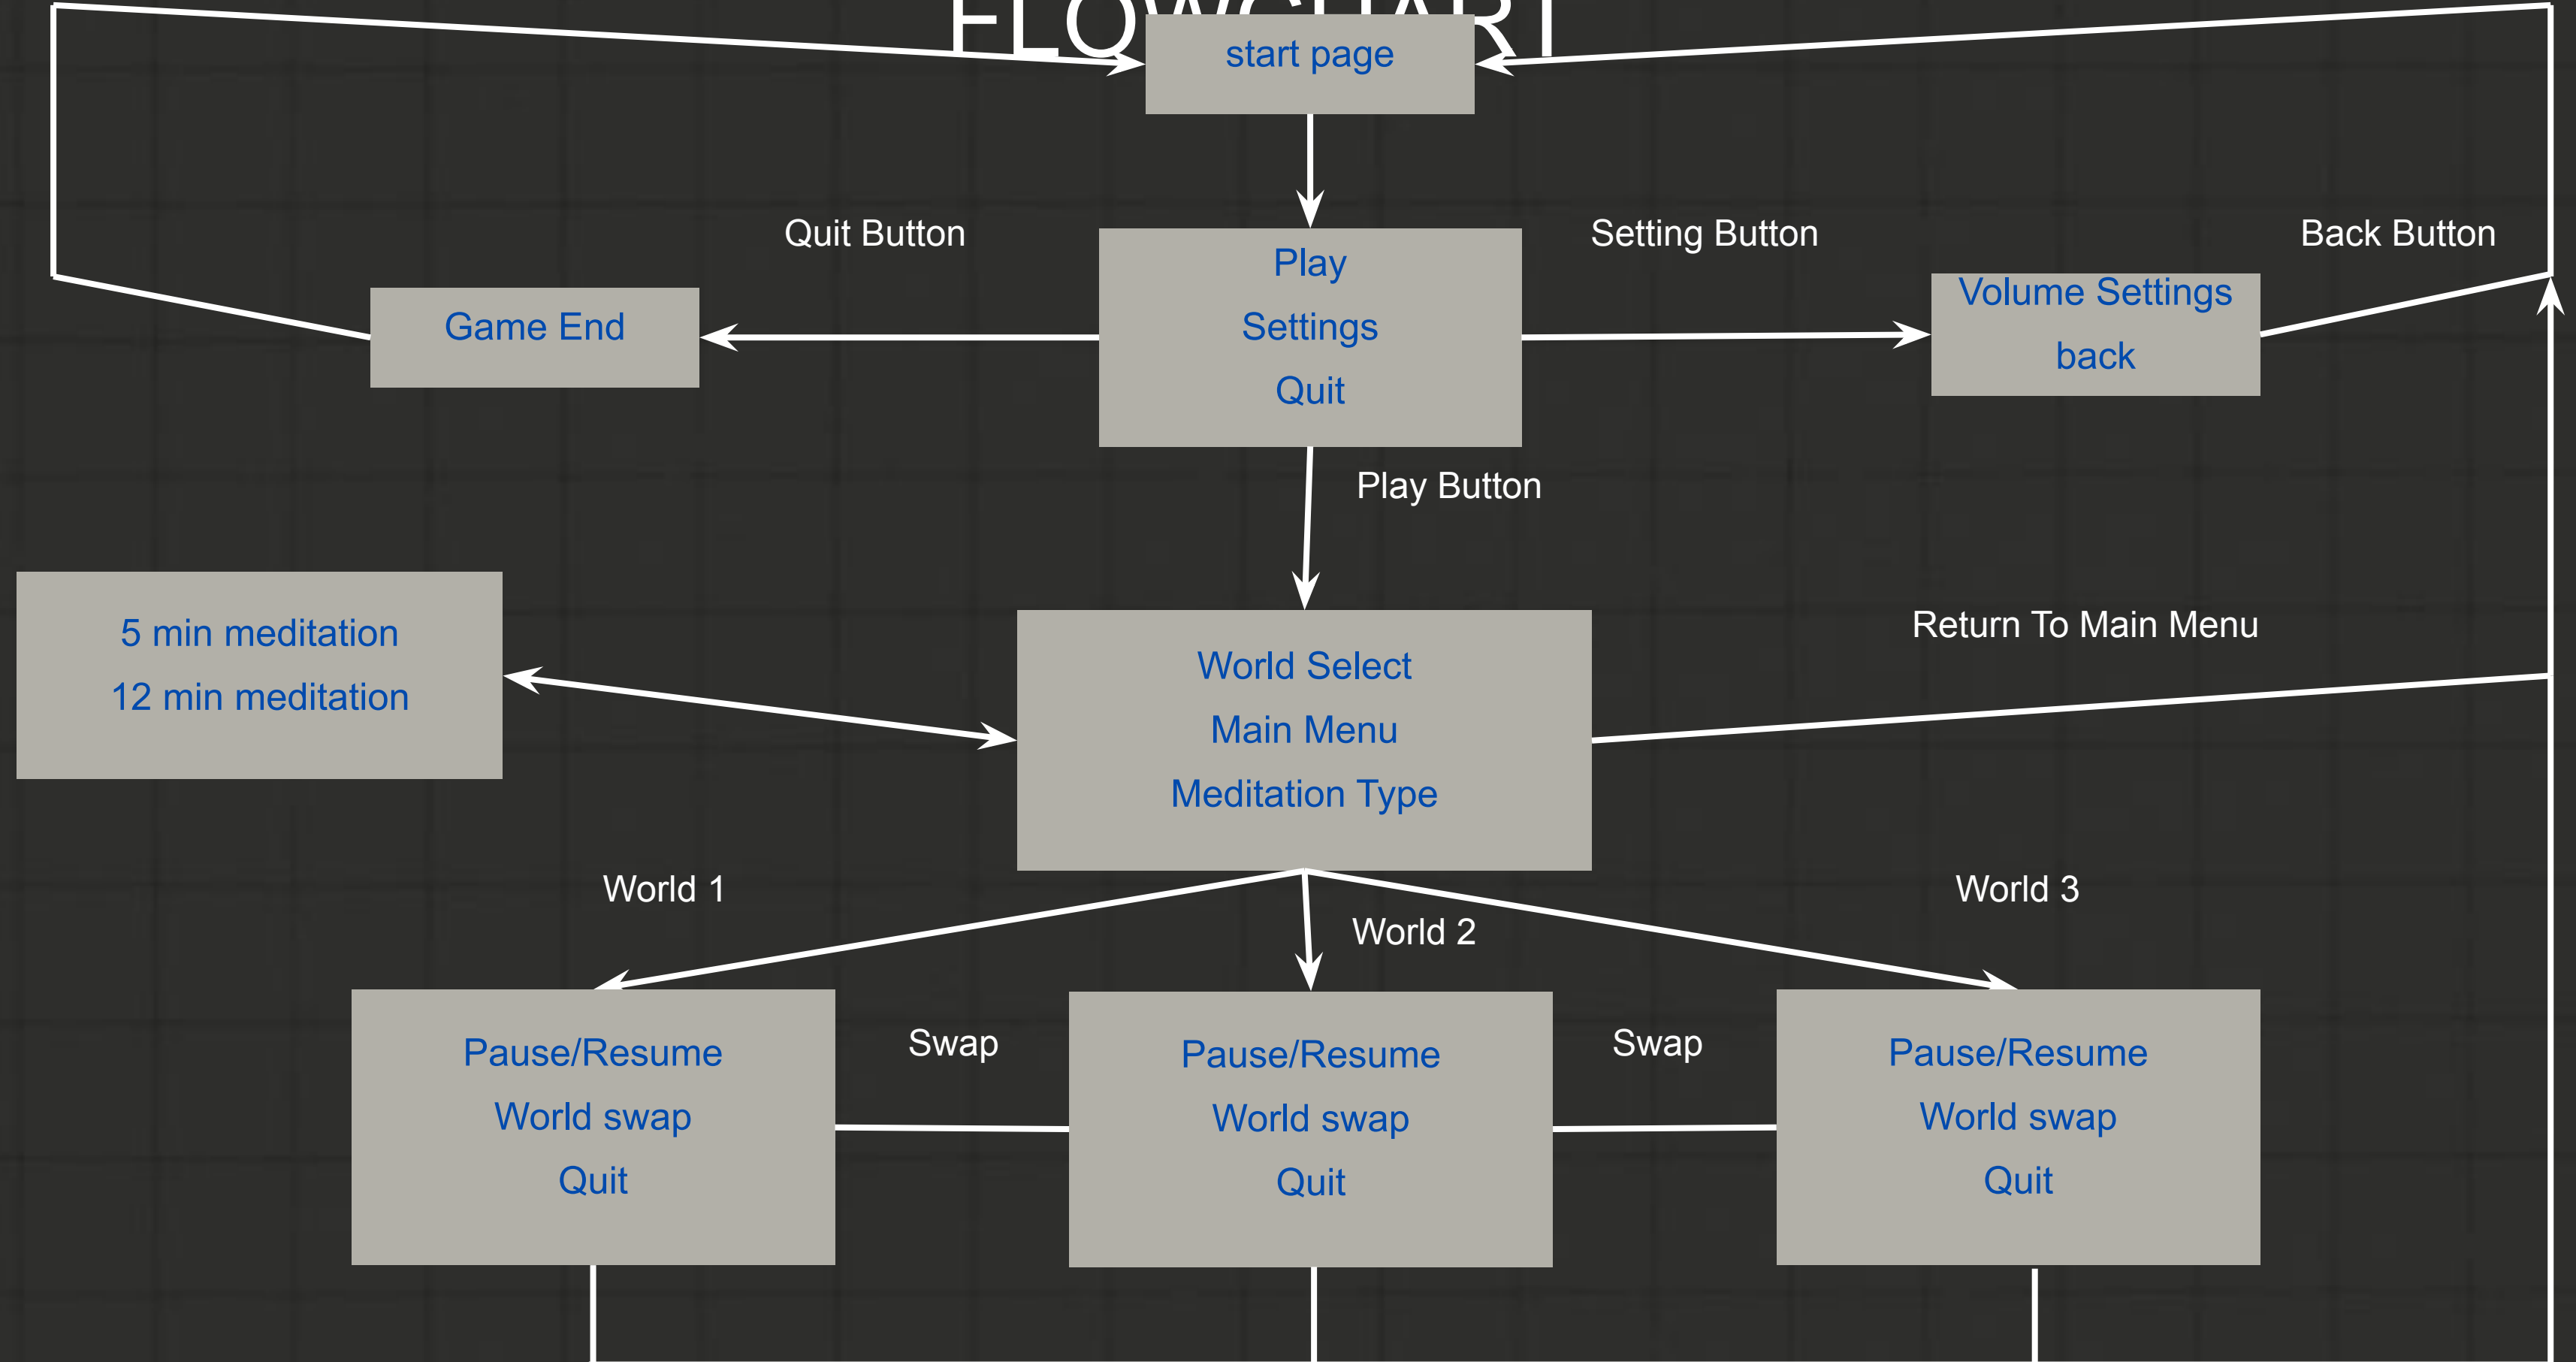 FLOWCHART
start page
Quit Button
Setting Button
Back Button
Play
Settings
Quit
Game End
Volume Settings
back
Play Button
5 min meditation
12 min meditation
World Select
Main Menu
Meditation Type
Return To Main Menu
World 1
World 2
World 3
Pause/Resume
World swap
Quit
Swap
Pause/Resume
World swap
Quit
Swap
Pause/Resume
World swap
Quit